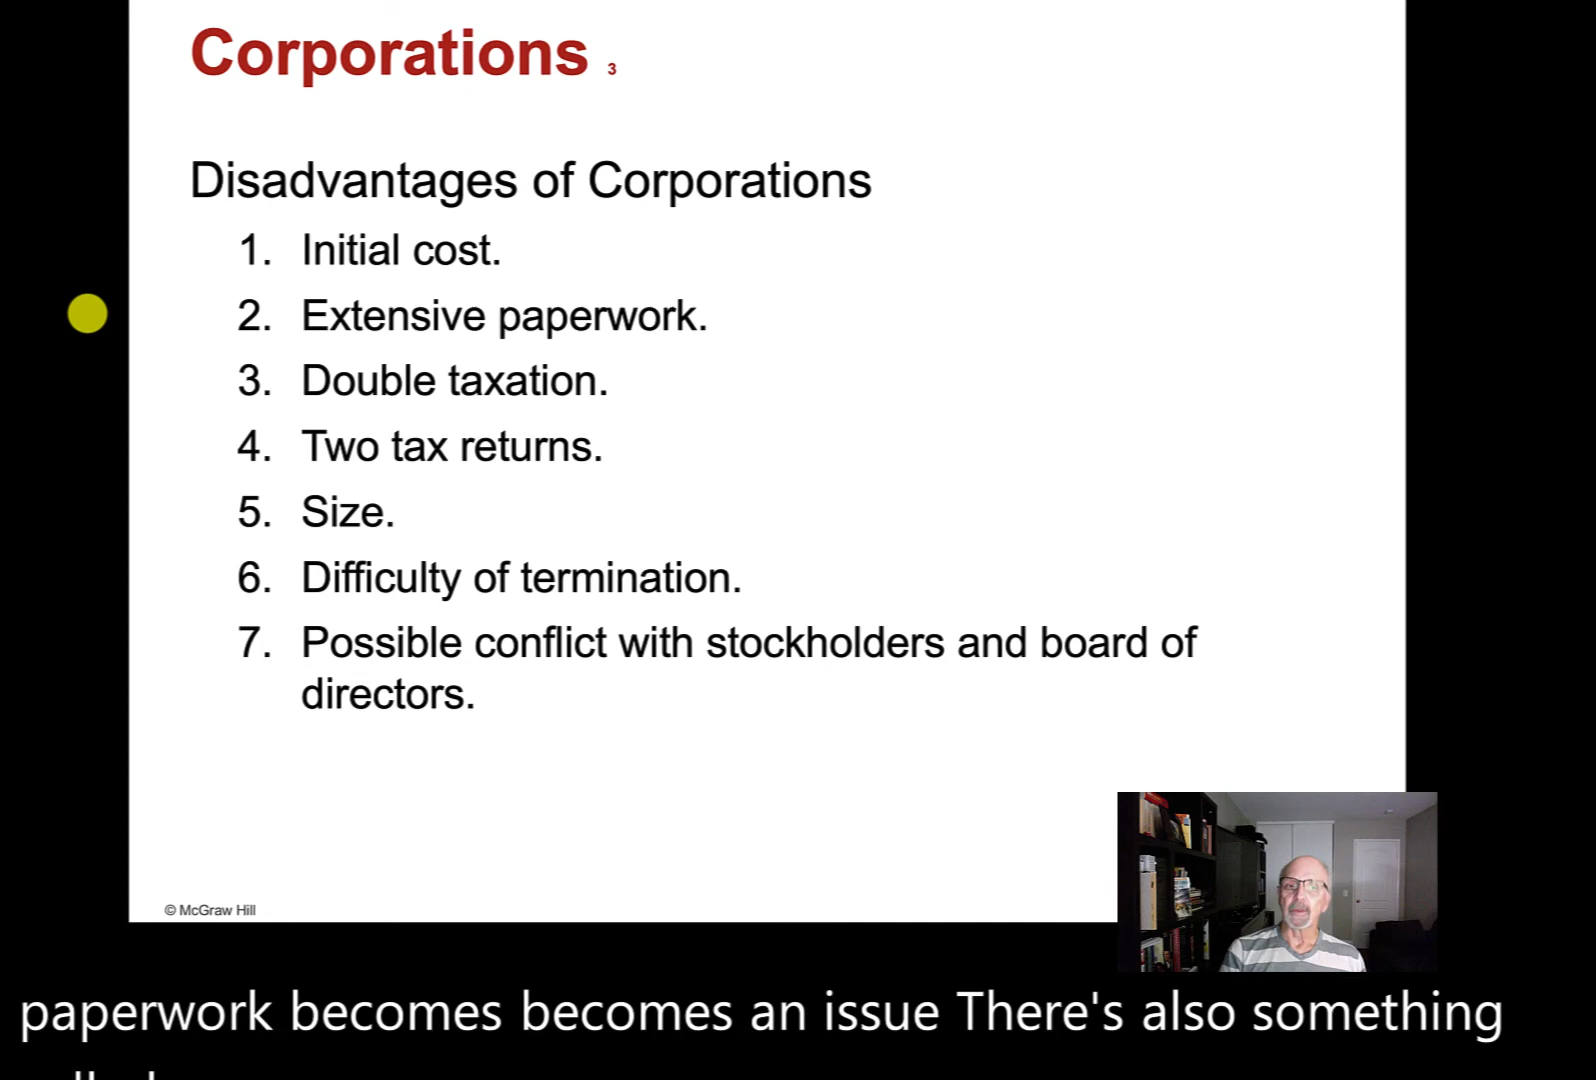 Corporations 3
Disadvantages of Corporations
1. Initial cost.
2. Extensive paperwork.
3. Double taxation.
4. Two tax returns.
5. Size.
6. Difficulty of termination.
7. Possible conflict with stockholders and board of
directors.
© McGraw Hill
paperwork becomes becomes an issue There's also something